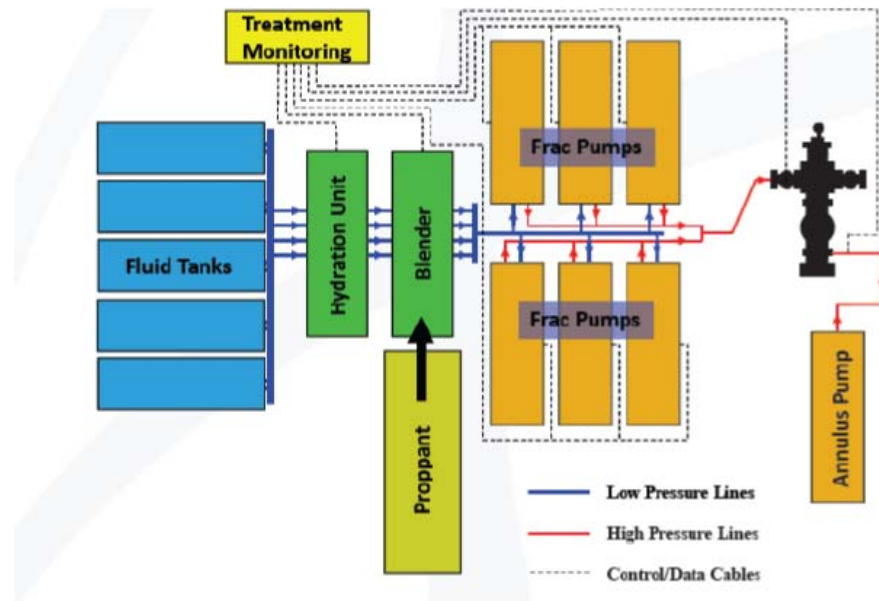 Treatment
Monitoring
Fluid Tanks
Hydration Unit
Blender
Proppant
Frac Pumps
Frac Pumps
Annulus Pump
Low Pressure Lines
High Pressure Lines
Control/Data Cables